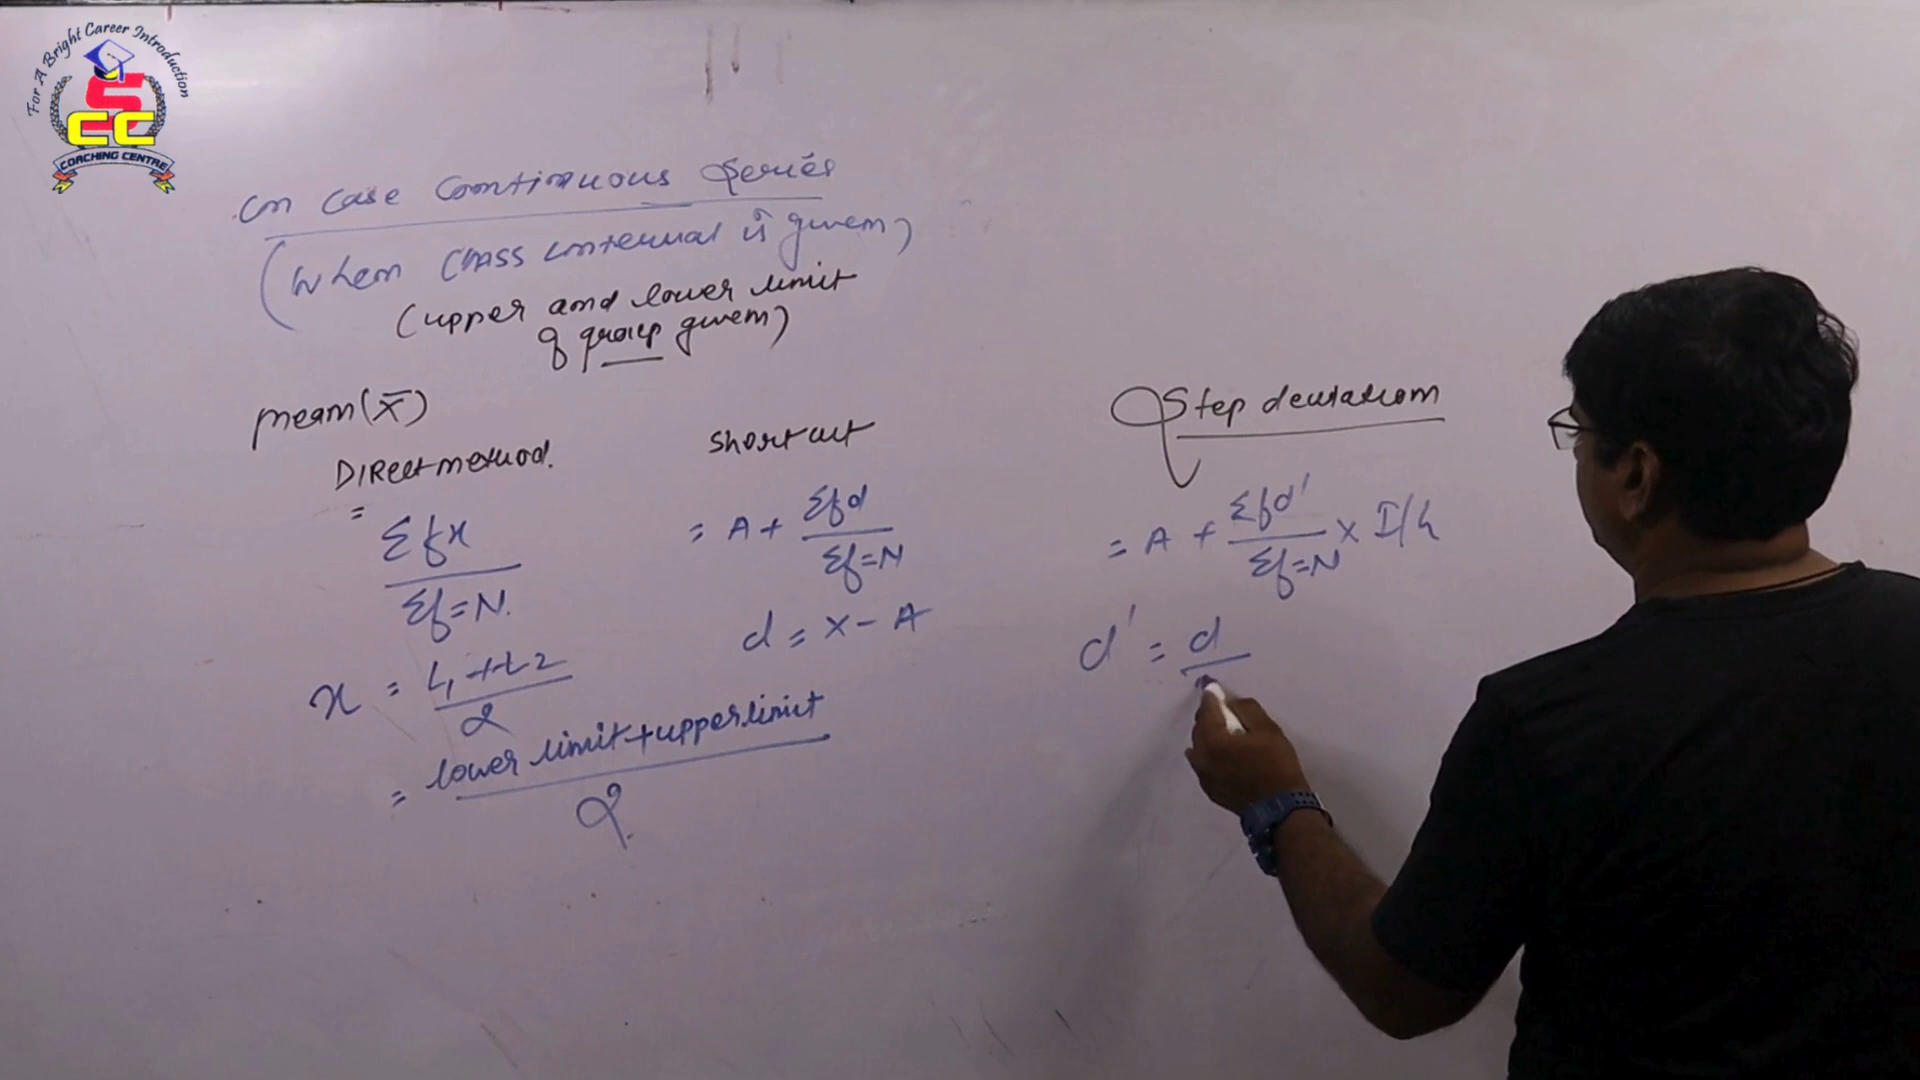 For A Bright Career Introduction
S
CC
COACHING CENTRE
In case Continuous Series
(When class interval is given)
(upper and lower limit
of group given)
mean (x̄)
Direct method.
= Σfx / Σf=N.
x = L₁+L₂ / 2
= lower limit+upper limit / 2.
Short cut
= A + Σfd / Σf=N
d = x - A
Step deviation
= A + Σfd' / Σf=N × I/h
d' = d /